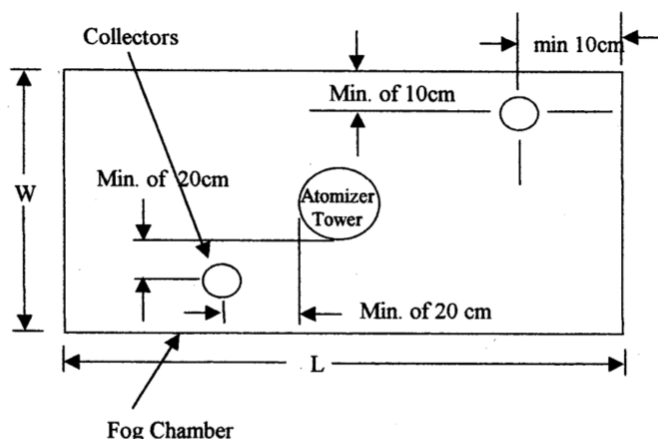 Collectors
min 10cm
Min. of 10cm
Min. of 20cm
W
Atomizer
Tower
Min. of 20 cm
L
Fog Chamber